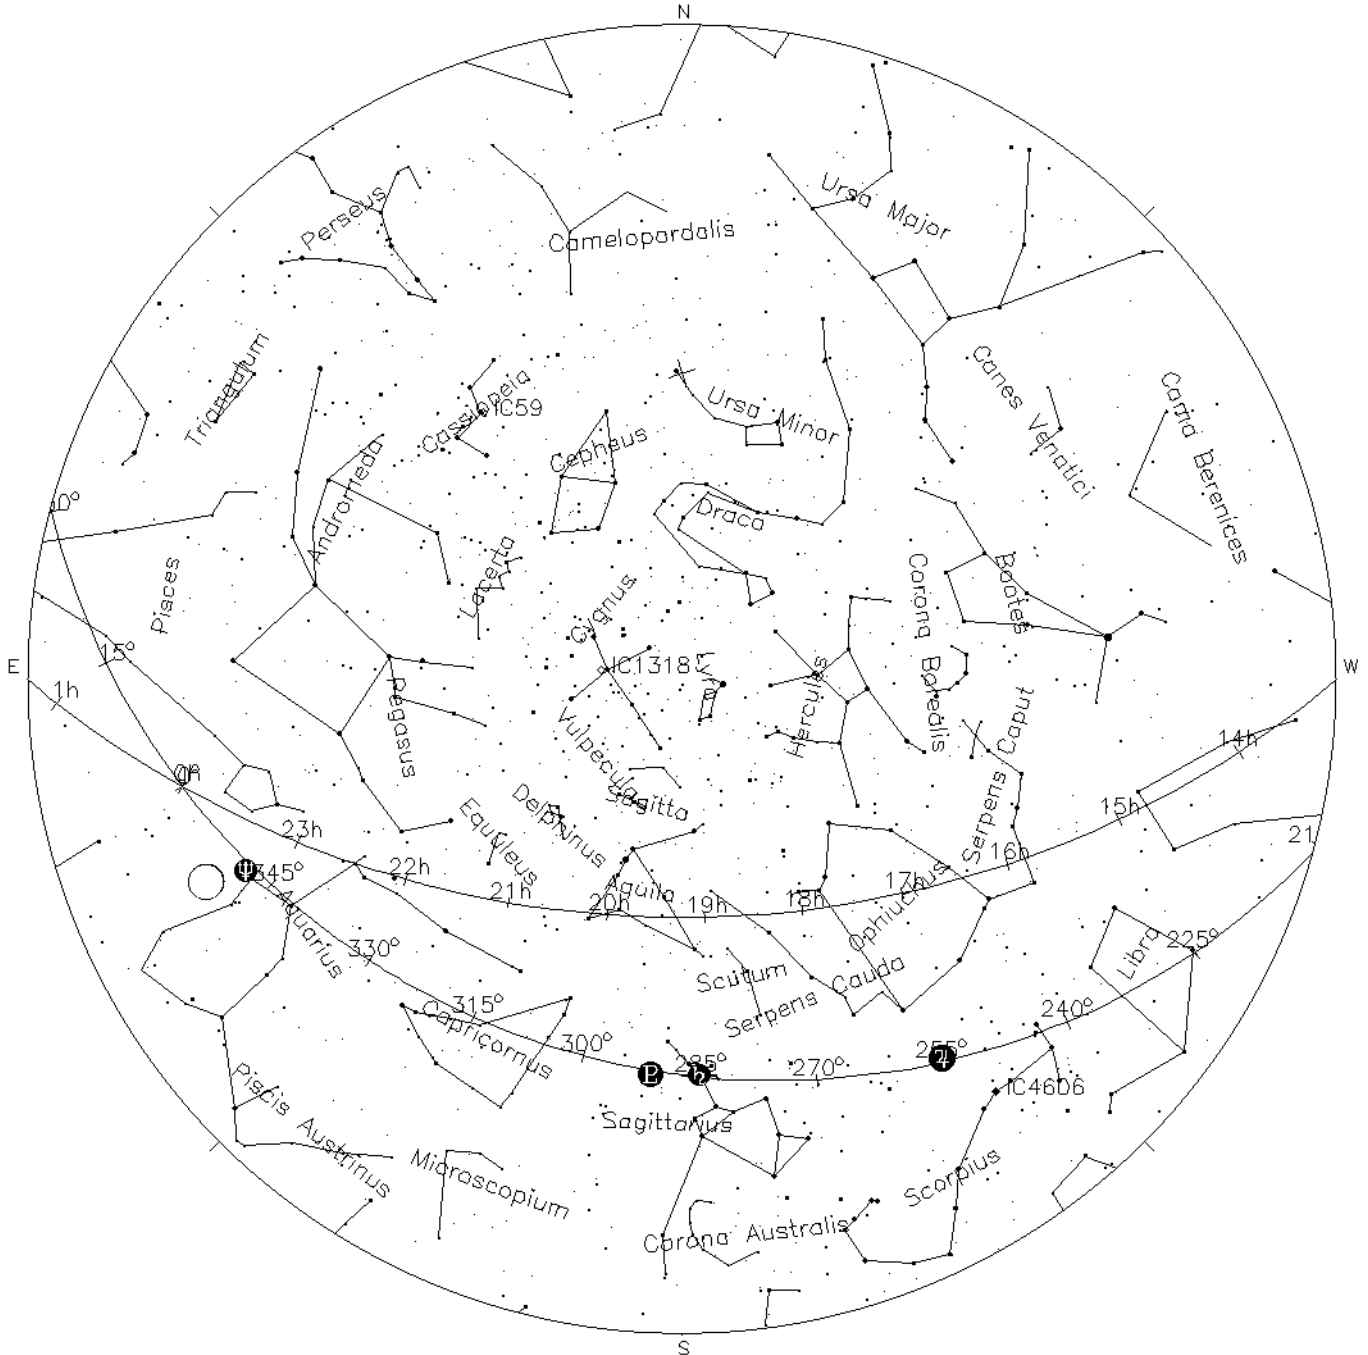 N
Perseus
Camelopardalis
Ursa Major
Triangulum
Cassiopeia
IC59
Cepheus
Ursa Minor
Canes Venatici
Coma Berenices
0°
Andromeda
Draco
Pisces
Lacerta
Cygnus
Corona Borealis
Bootes
E
15°
IC1318
Lyra
Hercules
W
1h
Pegasus
Vulpecula
Serpens Caput
14h
Sagitta
Delphinus
Equuleus
23h
15h
21
22h
21h
20h
19h
18h
17h
16h
345°
Aquila
Aquarius
Ophiuchus
330°
Scutum
Serpens Cauda
Libra
225°
315°
Capricornus
300°
285°
270°
255°
240°
IC4606
Piscis Austrinus
Sagittarius
Microscopium
Scorpius
Corona Australis
S